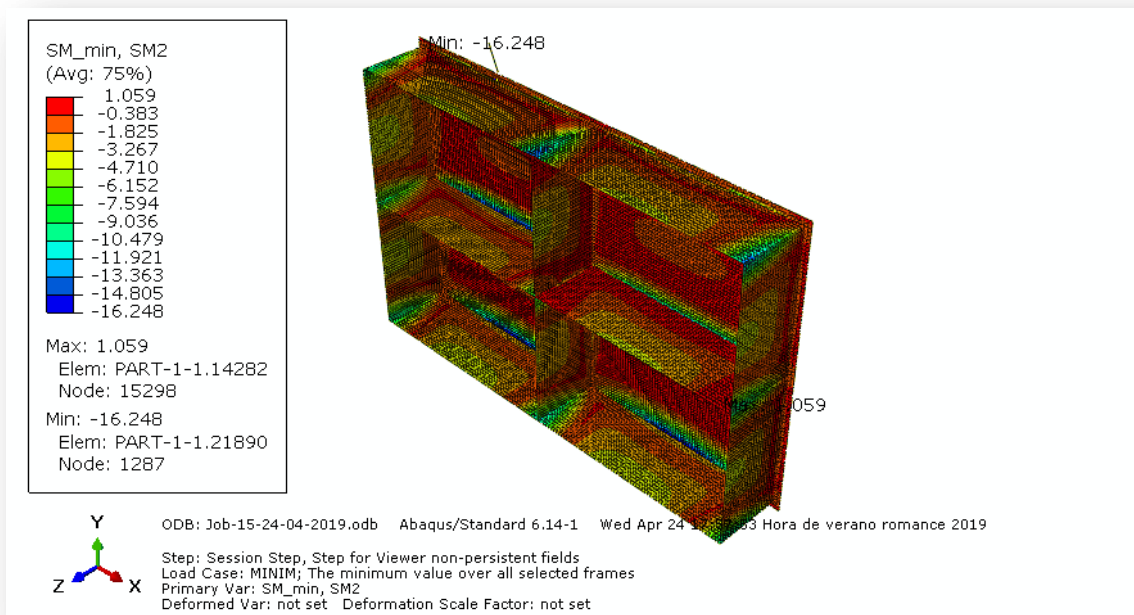 SM_min, SM2
(Avg: 75%)
1.059
-0.383
-1.825
-3.267
-4.710
-6.152
-7.594
-9.036
-10.479
-11.921
-13.363
-14.805
-16.248
Max: 1.059
Elem: PART-1-1.14282
Node: 15298
Min: -16.248
Elem: PART-1-1.21890
Node: 1287
Min: -16.248
059
Y
Z
X
ODB: Job-15-24-04-2019.odb Abaqus/Standard 6.14-1 Wed Apr 24 Hora de verano romance 2019
Step: Session Step, Step for Viewer non-persistent fields
Load Case: MINIM; The minimum value over all selected frames
Primary Var: SM_min, SM2
Deformed Var: not set Deformation Scale Factor: not set